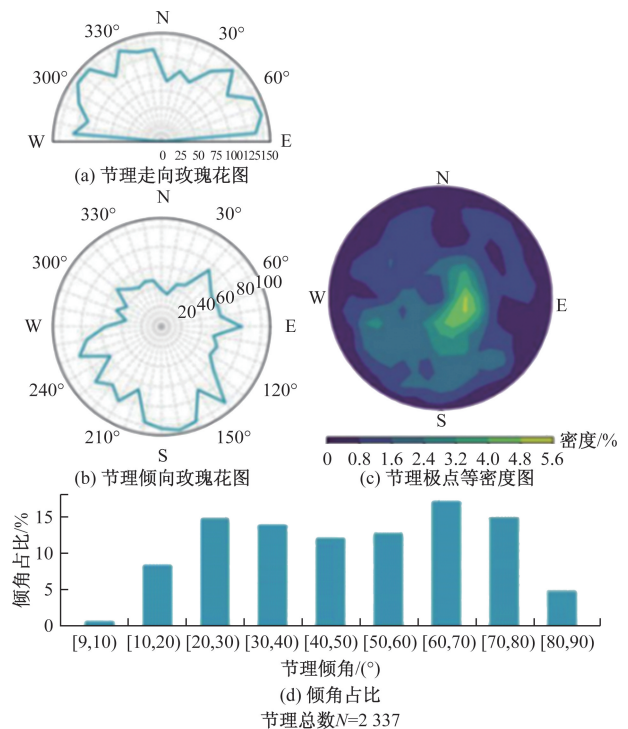 N
330° 30°
300° 60°
W E
0 25 50 75 100 125 150
(a) 节理走向玫瑰花图
N
330° 30°
300° 60°
20 40 60 80 100
W E
240° 120°
210° 150°
S
(b) 节理倾向玫瑰花图
N
W E
S
密度/%
0 0.8 1.6 2.4 3.2 4.0 4.8 5.6
(c) 节理极点等密度图
倾角占比/%
15
10
5
0
[9,10) [10,20) [20,30) [30,40) [40,50) [50,60) [60,70) [70,80) [80,90)
节理倾角/(°)
(d) 倾角占比
节理总数N=2 337